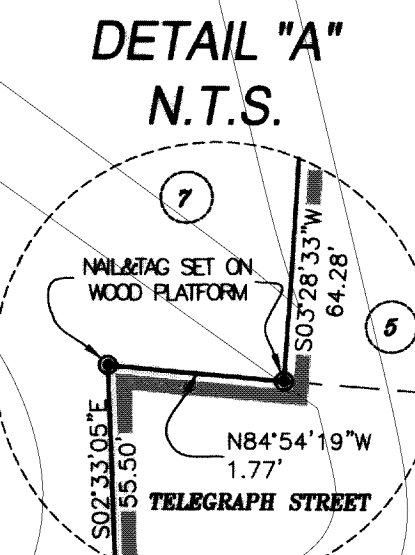 DETAIL "A"
N.T.S.
7
NAIL&TAG SET ON
WOOD PLATFORM
S03°28'33"W
64.28'
5
N84°54'19"W
1.77'
S02°33'05"E
55.50'
TELEGRAPH STREET